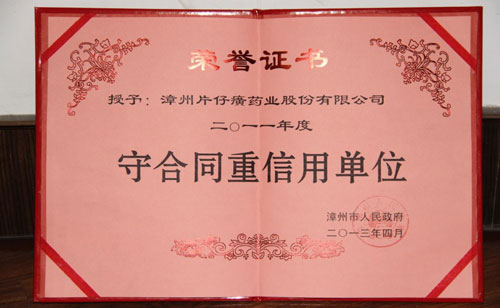 荣誉证书
授予：漳州片仔癀药业股份有限公司
二〇一一年度
守合同重信用单位
漳州市人民政府
二〇一三年四月